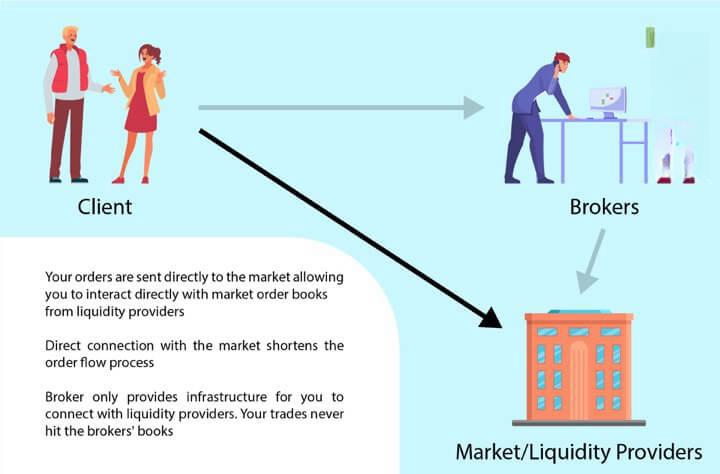 Client
Brokers
Your orders are sent directly to the market allowing
you to interact directly with market order books
from liquidity providers
Direct connection with the market shortens the
order flow process
Broker only provides infrastructure for you to
connect with liquidity providers. Your trades never
hit the brokers' books
Market/Liquidity Providers